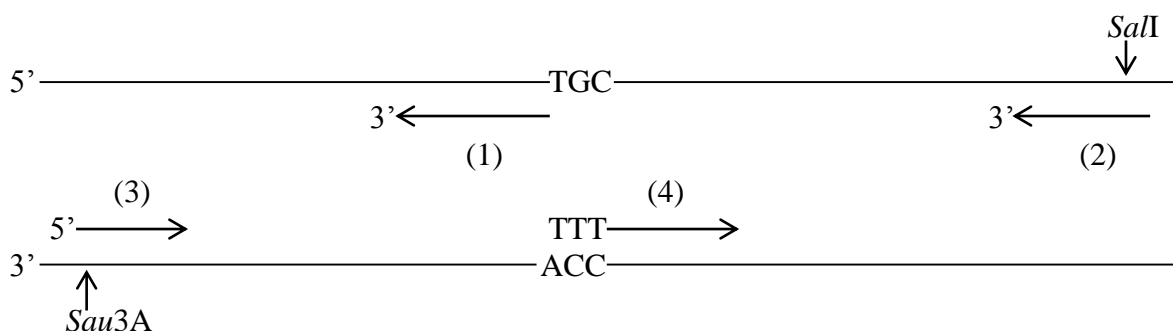 SalI
5’ TGC
3’ 3’
(1) (2)
(3) (4)
5’ TTT
3’ ACC
Sau3A